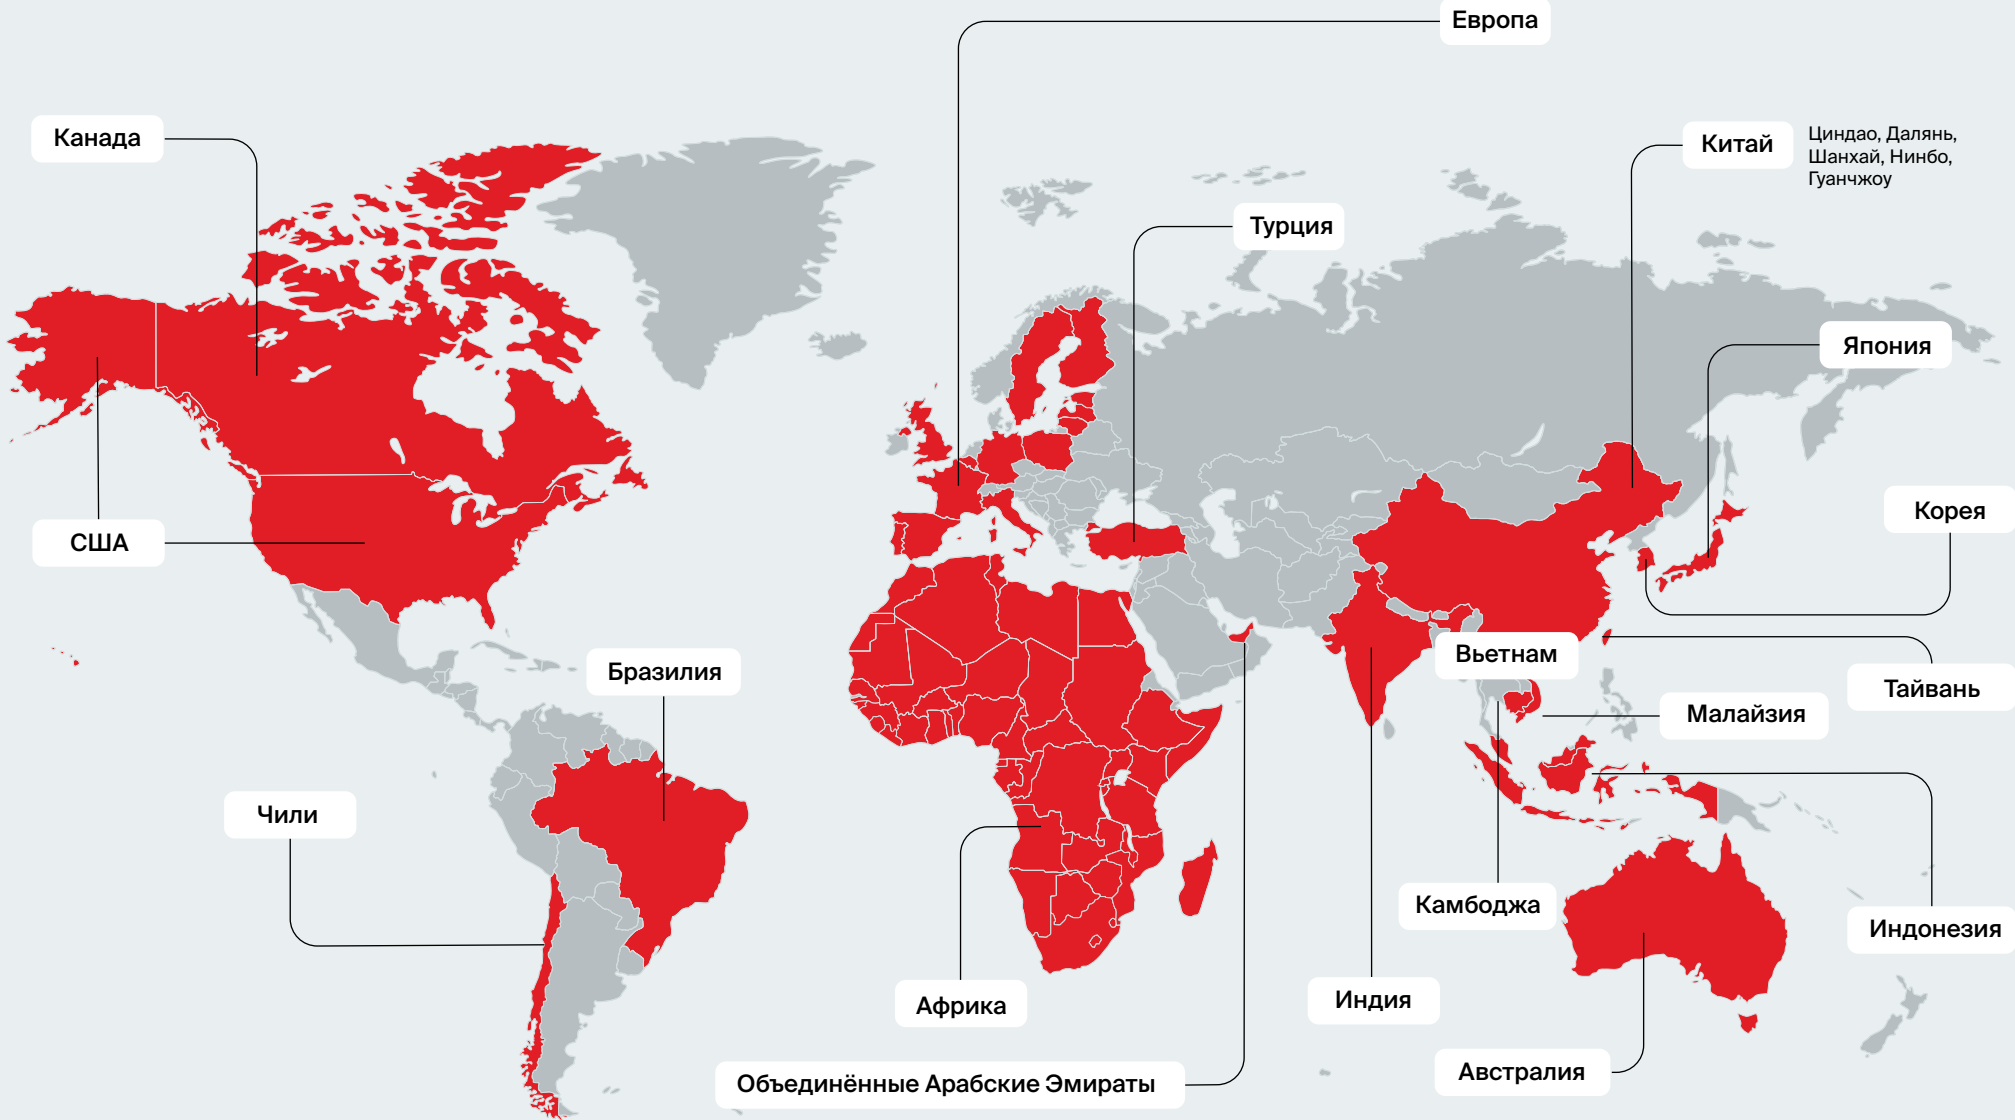 Европа
Канада
Китай
Циндао, Далянь,
Шанхай, Нинбо,
Гуанчжоу
Турция
Япония
Корея
США
Вьетнам
Бразилия
Тайвань
Малайзия
Чили
Камбоджа
Индонезия
Африка
Индия
Австралия
Объединённые Арабские Эмираты